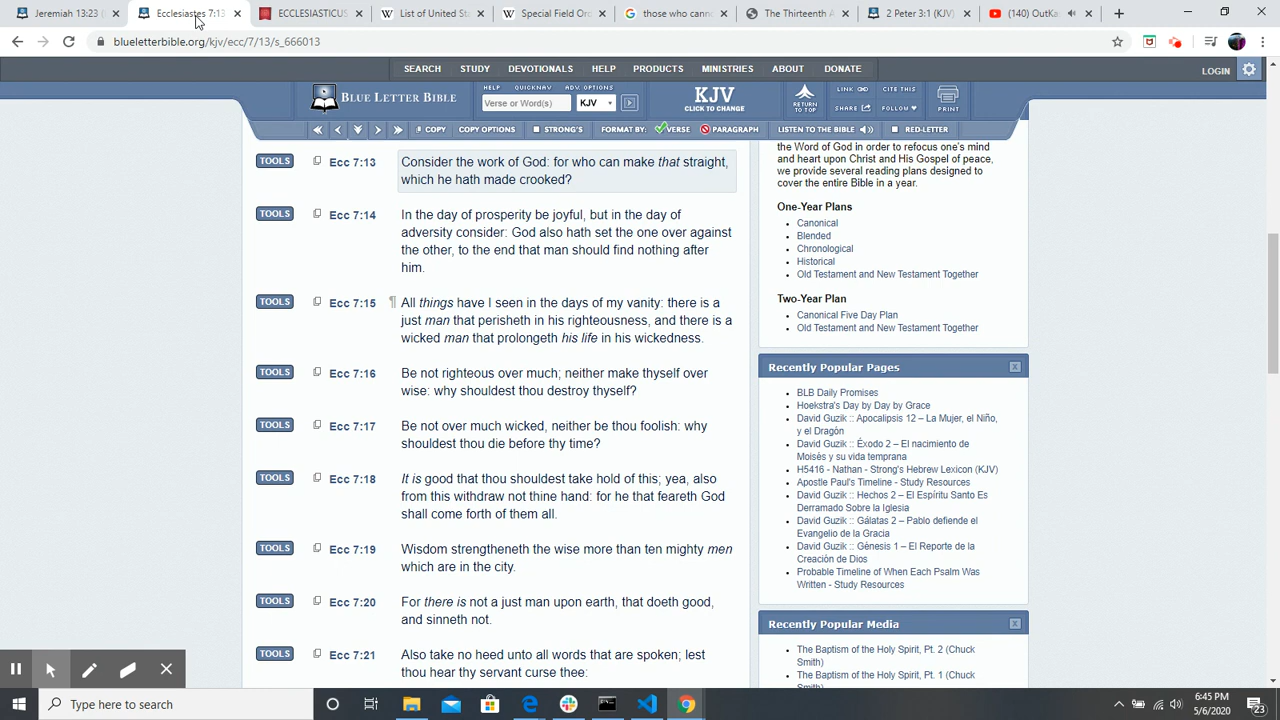 Jeremiah 13:23 (
Ecclesiastes 7:13
ECCLESIASTICUS
List of United Sta
Special Field Ord
those who canno
The Thirteenth A
2 Peter 3:1 (KJV)
(140) OutKa
blueletterbible.org/kjv/ecc/7/13/s_666013
SEARCH STUDY DEVOTIONALS HELP PRODUCTS MINISTRIES ABOUT DONATE
LOGIN
BLUE LETTER BIBLE
HELP QUICKNAV ADV. OPTIONS
Verse or Word(s) KJV
KJV
CLICK TO CHANGE
RETURN
TO TOP
LINK CITE THIS
SHARE FOLLOW
PRINT
COPY COPY OPTIONS STRONG'S FORMAT BY: VERSE PARAGRAPH LISTEN TO THE BIBLE RED-LETTER
TOOLS Ecc 7:13 Consider the work of God: for who can make that straight,
which he hath made crooked?
TOOLS Ecc 7:14 In the day of prosperity be joyful, but in the day of
adversity consider: God also hath set the one over against
the other, to the end that man should find nothing after
him.
TOOLS Ecc 7:15 ¶ All things have I seen in the days of my vanity: there is a
just man that perisheth in his righteousness, and there is a
wicked man that prolongeth his life in his wickedness.
TOOLS Ecc 7:16 Be not righteous over much; neither make thyself over
wise: why shouldest thou destroy thyself?
TOOLS Ecc 7:17 Be not over much wicked, neither be thou foolish: why
shouldest thou die before thy time?
TOOLS Ecc 7:18 It is good that thou shouldest take hold of this; yea, also
from this withdraw not thine hand: for he that feareth God
shall come forth of them all.
TOOLS Ecc 7:19 Wisdom strengtheneth the wise more than ten mighty men
which are in the city.
TOOLS Ecc 7:20 For there is not a just man upon earth, that doeth good,
and sinneth not.
TOOLS Ecc 7:21 Also take no heed unto all words that are spoken; lest
thou hear thy servant curse thee:
the Word of God in order to refocus one's mind
and heart upon Christ and His Gospel of peace,
we provide several reading plans designed to
cover the entire Bible in a year.
One-Year Plans
Canonical
Blended
Chronological
Historical
Old Testament and New Testament Together
Two-Year Plan
Canonical Five Day Plan
Old Testament and New Testament Together
Recently Popular Pages
BLB Daily Promises
Hoekstra's Day by Day by Grace
David Guzik :: Apocalipsis 12 – La Mujer, el Niño,
y el Dragón
David Guzik :: Éxodo 2 – El nacimiento de
Moisés y su vida temprana
H5416 - Nathan - Strong's Hebrew Lexicon (KJV)
Apostle Paul's Timeline - Study Resources
David Guzik :: Hechos 2 – El Espíritu Santo Es
Derramado Sobre la Iglesia
David Guzik :: Gálatas 2 – Pablo defiende el
Evangelio de la Gracia
David Guzik :: Génesis 1 – El Reporte de la
Creación de Dios
Probable Timeline of When Each Psalm Was
Written - Study Resources
Recently Popular Media
The Baptism of the Holy Spirit, Pt. 2 (Chuck
Smith)
The Baptism of the Holy Spirit, Pt. 1 (Chuck
Type here to search
6:45 PM
5/6/2020
23